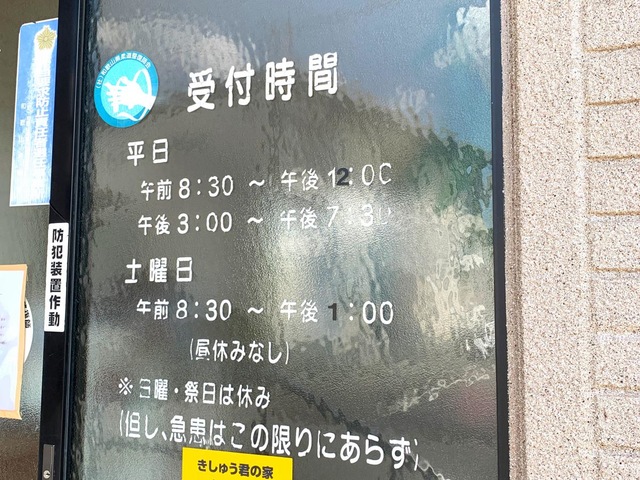 受付時間
平日
午前8:30 ～ 午後12:00
午後3:00 ～ 午後7:30
土曜日
午前8:30 ～ 午後1:00
(昼休みなし)
※日曜・祭日は休み
(但し、急患はこの限りにあらず)
きしゅう君の家
防犯装置作動